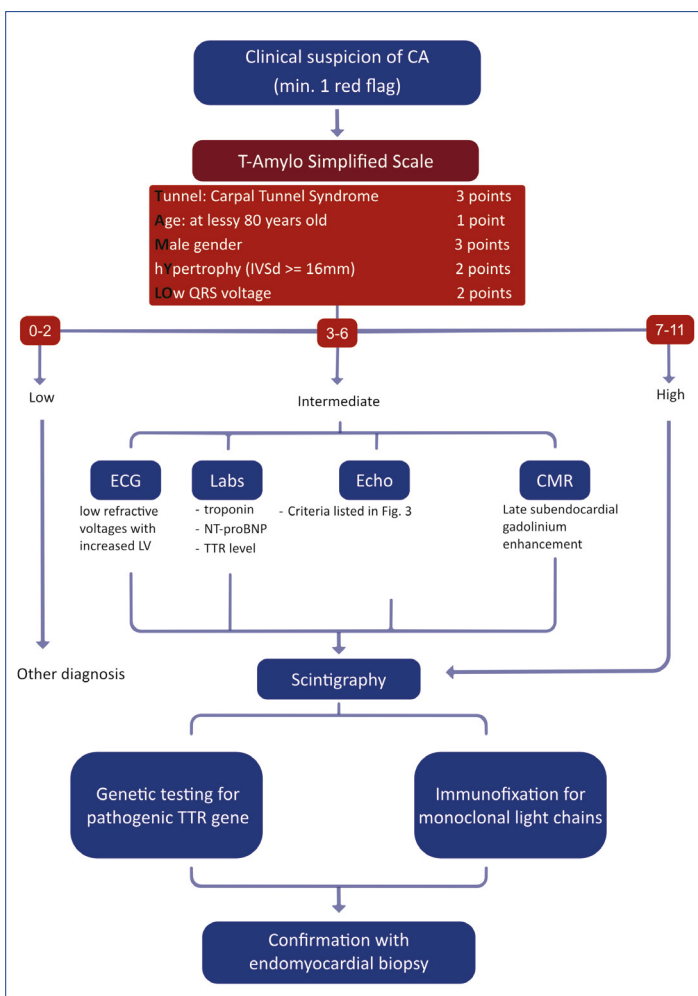 Clinical suspicion of CA
(min. 1 red flag)
T-Amylo Simplified Scale
Tunnel: Carpal Tunnel Syndrome 3 points
Age: at lessy 80 years old 1 point
Male gender 3 points
hYpertrophy (IVSd >= 16mm) 2 points
LOw QRS voltage 2 points
0-2 3-6 7-11
Low Intermediate High
ECG
low refractive
voltages with
increased LV
Labs
- troponin
- NT-proBNP
- TTR level
Echo
- Criteria listed in Fig. 3
CMR
Late subendocardial
gadolinium
enhancement
Other diagnosis
Scintigraphy
Genetic testing for
pathogenic TTR gene
Immunofixation for
monoclonal light chains
Confirmation with
endomyocardial biopsy